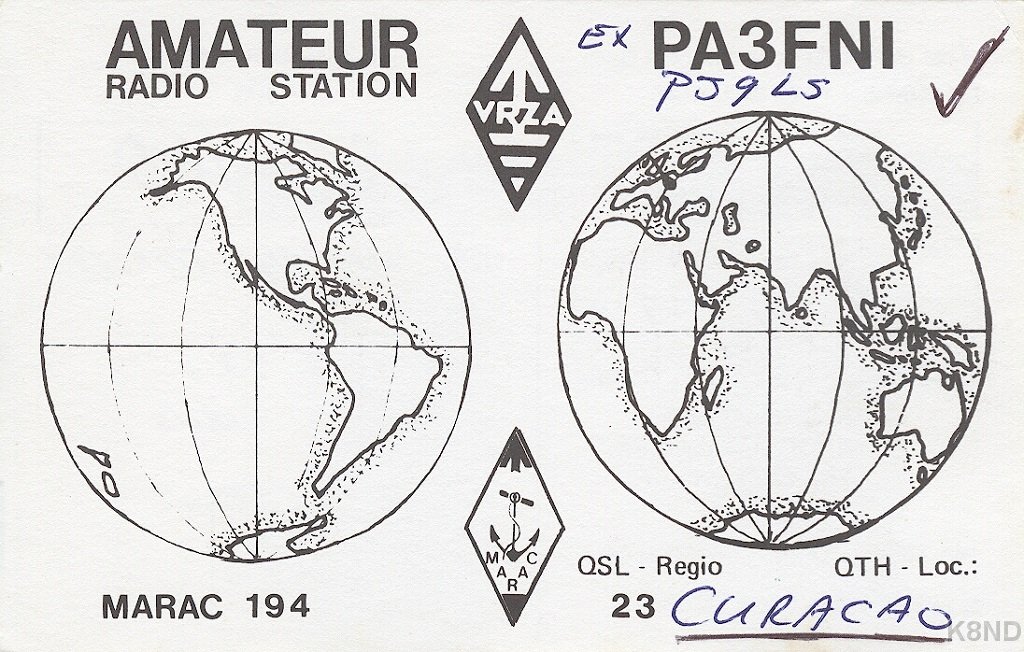 AMATEUR
RADIO STATION
VRZA
EX PA3FNI
PJ9LS
MARAC
MARAC 194
QSL - Regio QTH - Loc.:
23 CURACAO
K8ND